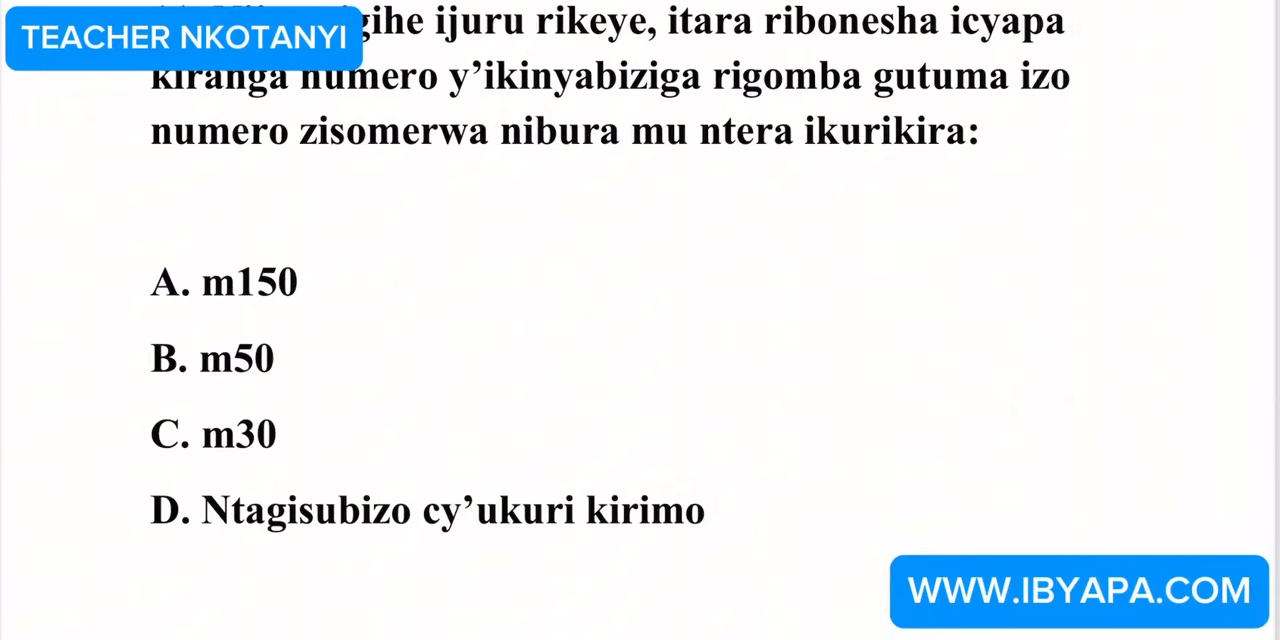 TEACHER NKOTANYI
ijuru rikeye, itara ribonesha icyapa
kiranga numero y’ikinyabiziga rigomba gutuma izo
numero zisomerwa nibura mu ntera ikurikira:
A. m150
B. m50
C. m30
D. Ntagisubizo cy’ukuri kirimo
WWW.IBYAPA.COM